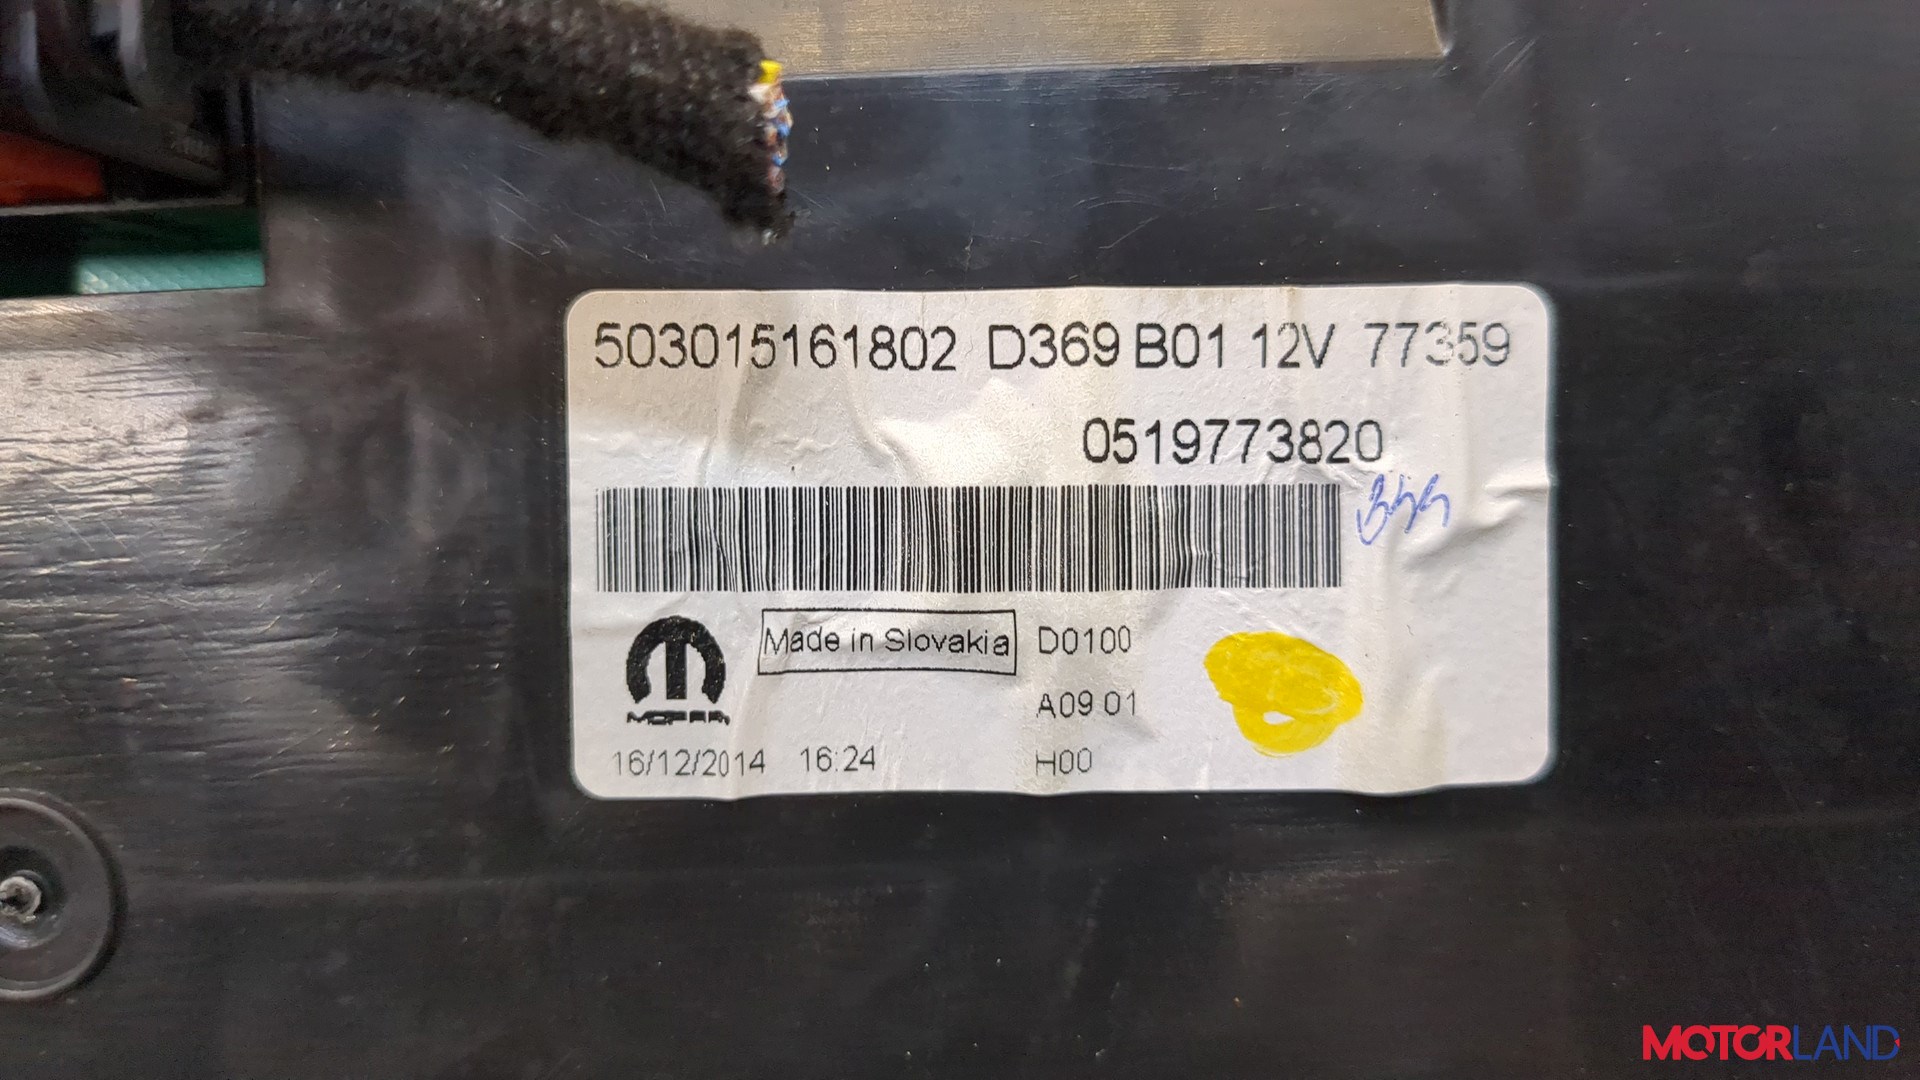 503015161802 D369 B01 12V 77359
0519773820
Made in Slovakia D0100
MOPAR
A09 01
16/12/2014 16:24 H00
MOTORLAND